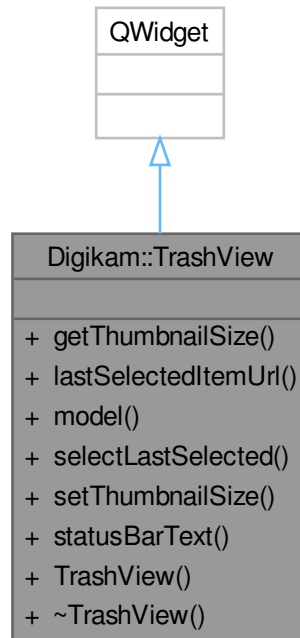 QWidget
Digikam::TrashView
+ getThumbnailSize()
+ lastSelectedItemUrl()
+ model()
+ selectLastSelected()
+ setThumbnailSize()
+ statusBarText()
+ TrashView()
+ ~TrashView()